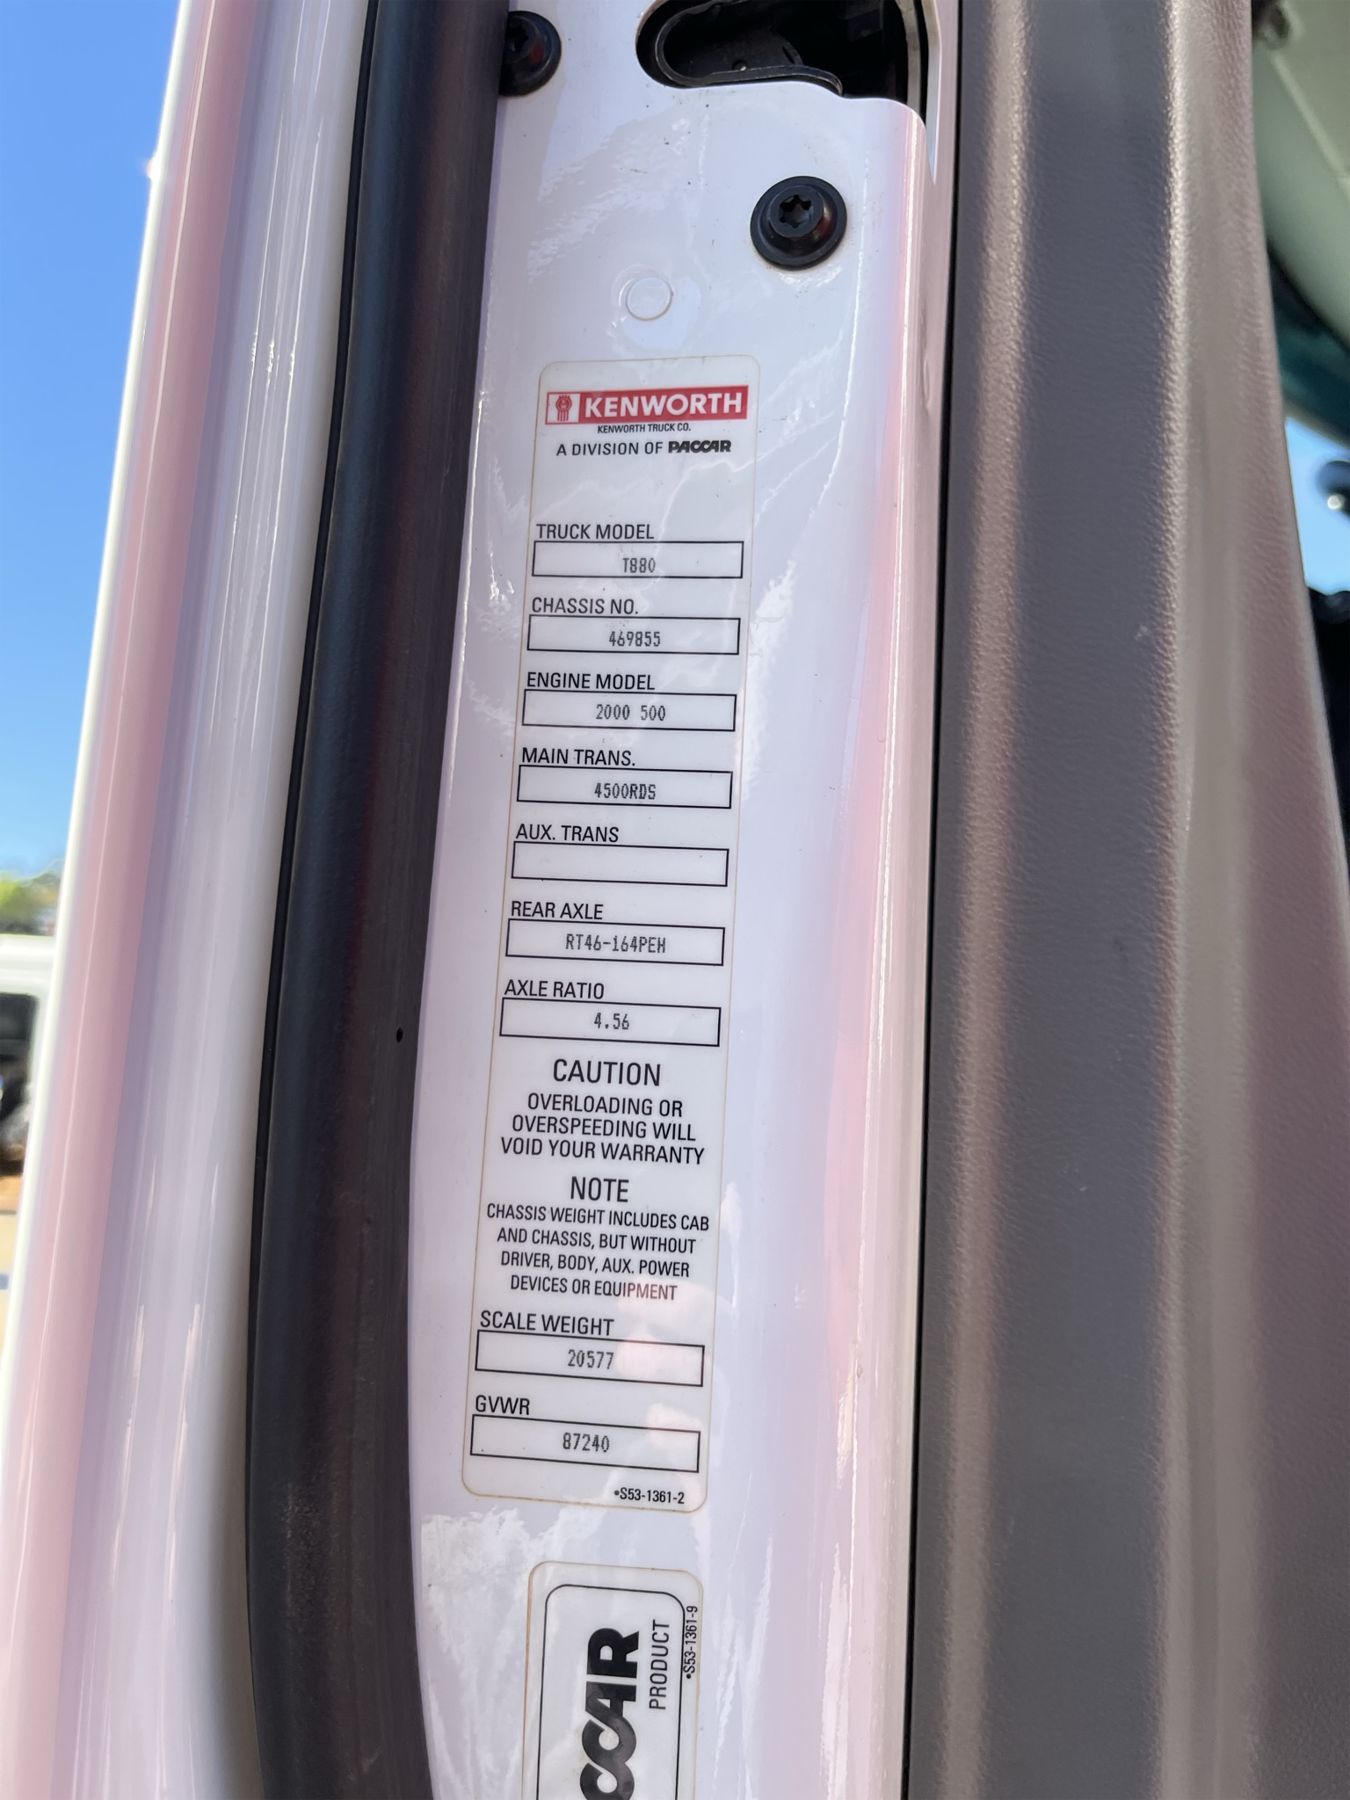 KENWORTH
KENWORTH TRUCK CO.
A DIVISION OF PACCAR
TRUCK MODEL
T880
CHASSIS NO.
469855
ENGINE MODEL
2000 500
MAIN TRANS.
4500RDS
AUX. TRANS
REAR AXLE
RT46-164PEH
AXLE RATIO
4.56
CAUTION
OVERLOADING OR
OVERSPEEDING WILL
VOID YOUR WARRANTY
NOTE
CHASSIS WEIGHT INCLUDES CAB
AND CHASSIS, BUT WITHOUT
DRIVER, BODY, AUX. POWER
DEVICES OR EQUIPMENT
SCALE WEIGHT
20577
GVWR
87240
•S53-1361-2
CCAR
PRODUCT
•S53-1361-9